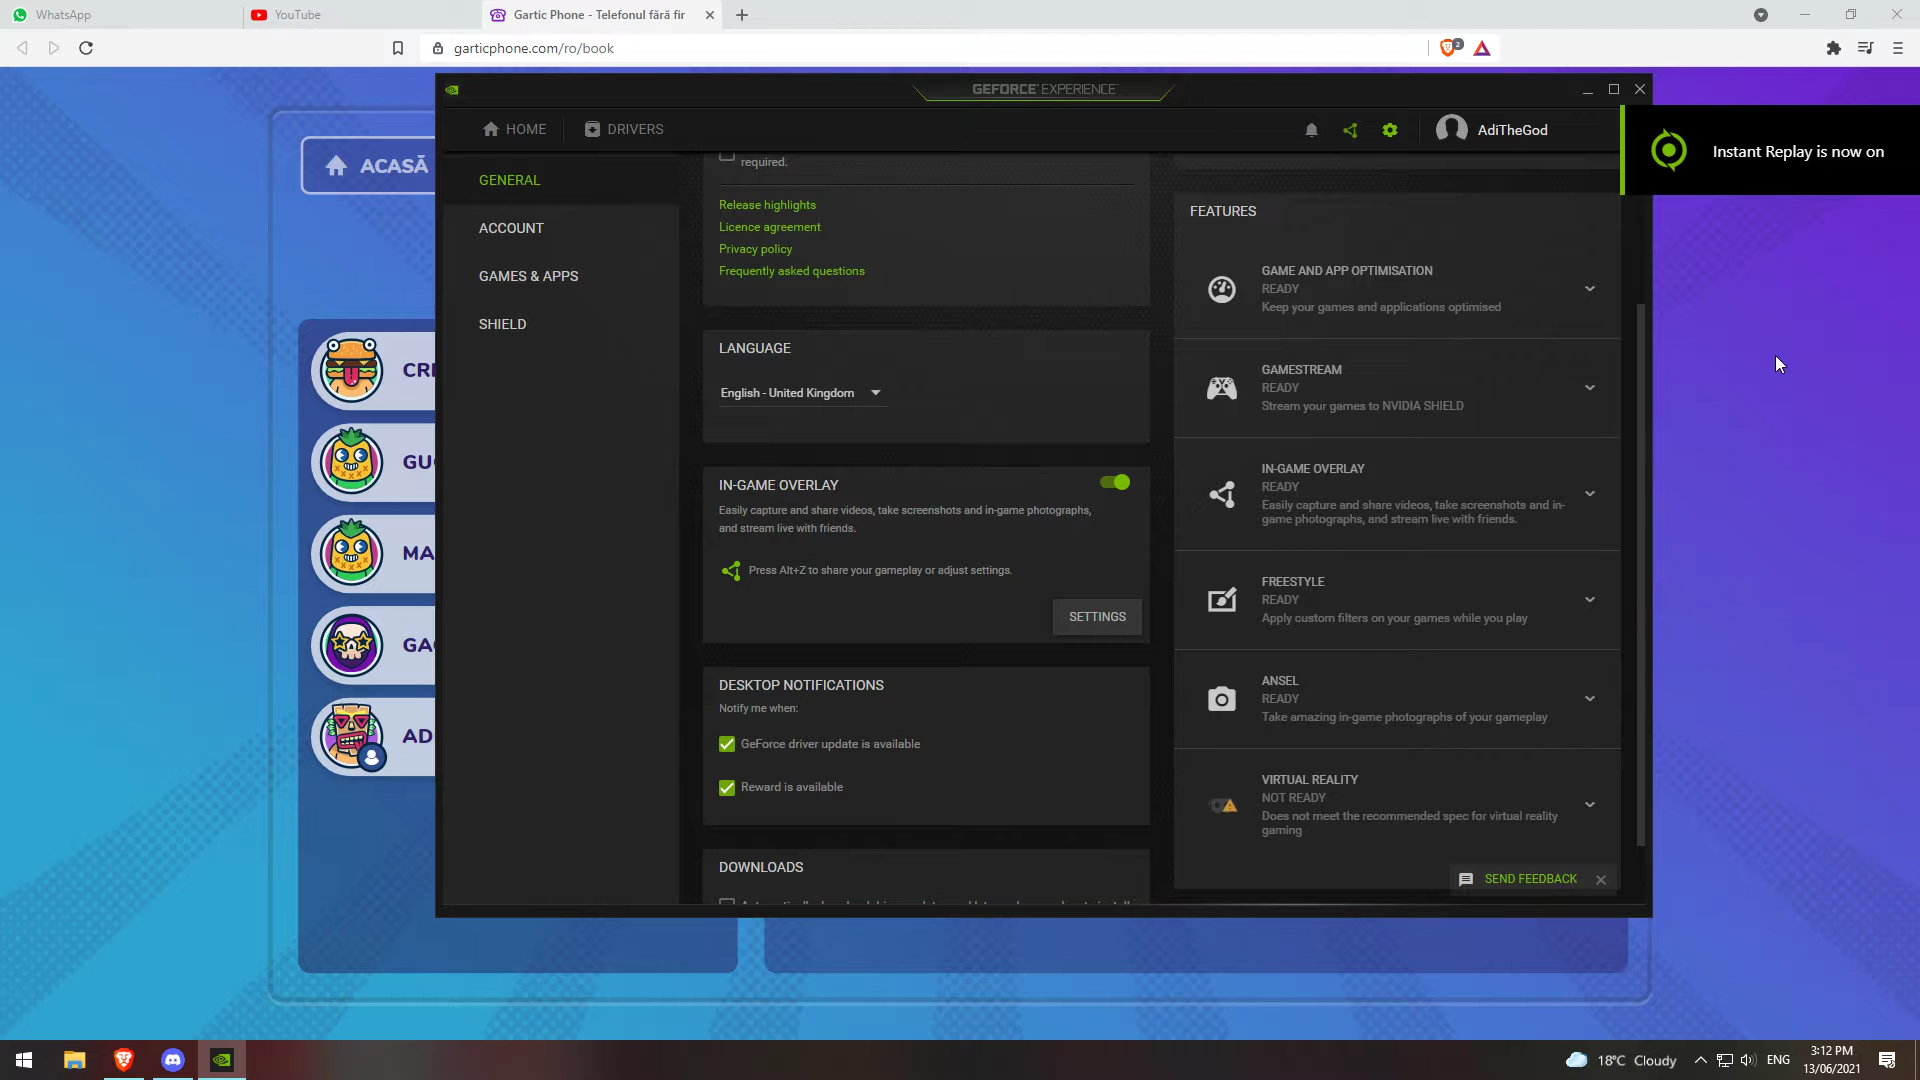 WhatsApp
YouTube
Gartic Phone - Telefonul fără fir
garticphone.com/ro/book
2
GEFORCE EXPERIENCE
HOME
DRIVERS
AdiTheGod
Instant Replay is now on
ACASĂ
GENERAL
ACCOUNT
GAMES & APPS
SHIELD
required.
Release highlights
Licence agreement
Privacy policy
Frequently asked questions
LANGUAGE
English - United Kingdom
IN-GAME OVERLAY
Easily capture and share videos, take screenshots and in-game photographs,
and stream live with friends.
Press Alt+Z to share your gameplay or adjust settings.
SETTINGS
DESKTOP NOTIFICATIONS
Notify me when:
GeForce driver update is available
Reward is available
DOWNLOADS
FEATURES
GAME AND APP OPTIMISATION
READY
Keep your games and applications optimised
GAMESTREAM
READY
Stream your games to NVIDIA SHIELD
IN-GAME OVERLAY
READY
Easily capture and share videos, take screenshots and in-
game photographs, and stream live with friends.
FREESTYLE
READY
Apply custom filters on your games while you play
ANSEL
READY
Take amazing in-game photographs of your gameplay
VIRTUAL REALITY
NOT READY
Does not meet the recommended spec for virtual reality
gaming
SEND FEEDBACK
GU
MA
AD
18°C Cloudy
ENG
3:12 PM
13/06/2021